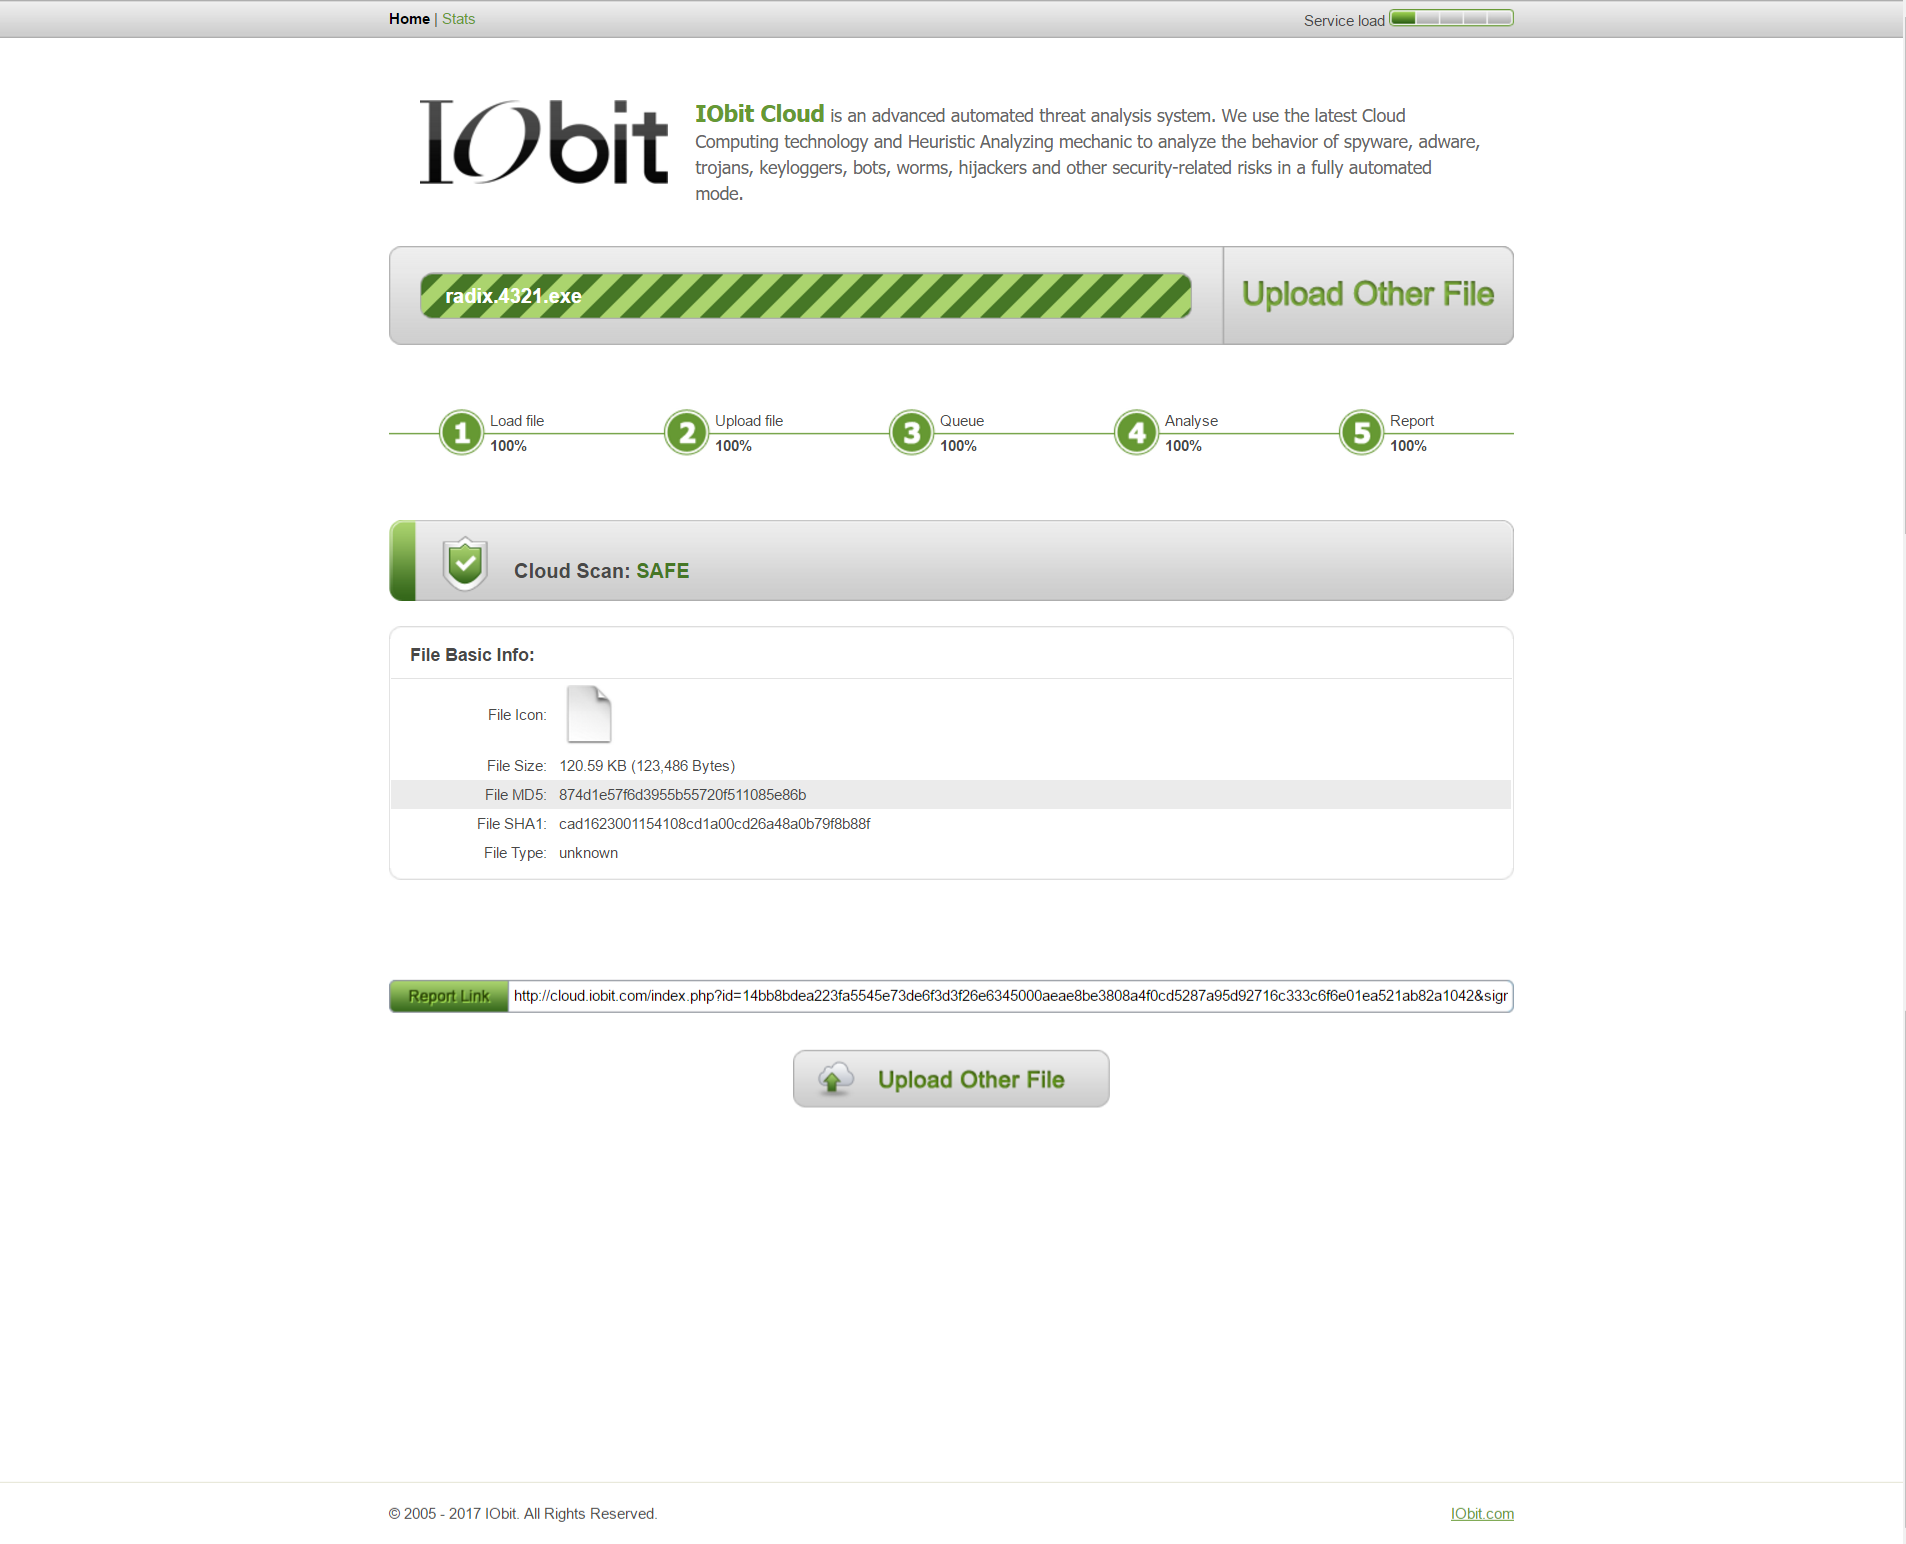 Home | Stats
Service load
IObit
IObit Cloud is an advanced automated threat analysis system. We use the latest Cloud
Computing technology and Heuristic Analyzing mechanic to analyze the behavior of spyware, adware,
trojans, keyloggers, bots, worms, hijackers and other security-related risks in a fully automated
mode.
radix.4321.exe
Upload Other File
1 Load file
100%
2 Upload file
100%
3 Queue
100%
4 Analyse
100%
5 Report
100%
Cloud Scan: SAFE
File Basic Info:
File Icon:
File Size: 120.59 KB (123,486 Bytes)
File MD5: 874d1e57f6d3955b55720f511085e86b
File SHA1: cad1623001154108cd1a00cd26a48a0b79f8b88f
File Type: unknown
Report Link http://cloud.iobit.com/index.php?id=14bb8bdea223fa5545e73de6f3d3f26e6345000aeae8be3808a4f0cd5287a95d92716c333c6f6e01ea521ab82a1042&sigr
Upload Other File
© 2005 - 2017 IObit. All Rights Reserved.
IObit.com